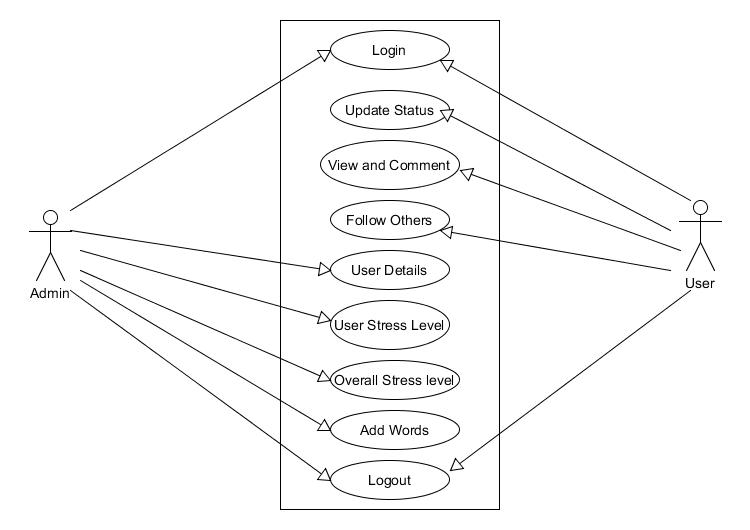 Login
Update Status
View and Comment
Follow Others
User Details
User Stress Level
Overall Stress level
Add Words
Logout
Admin
User